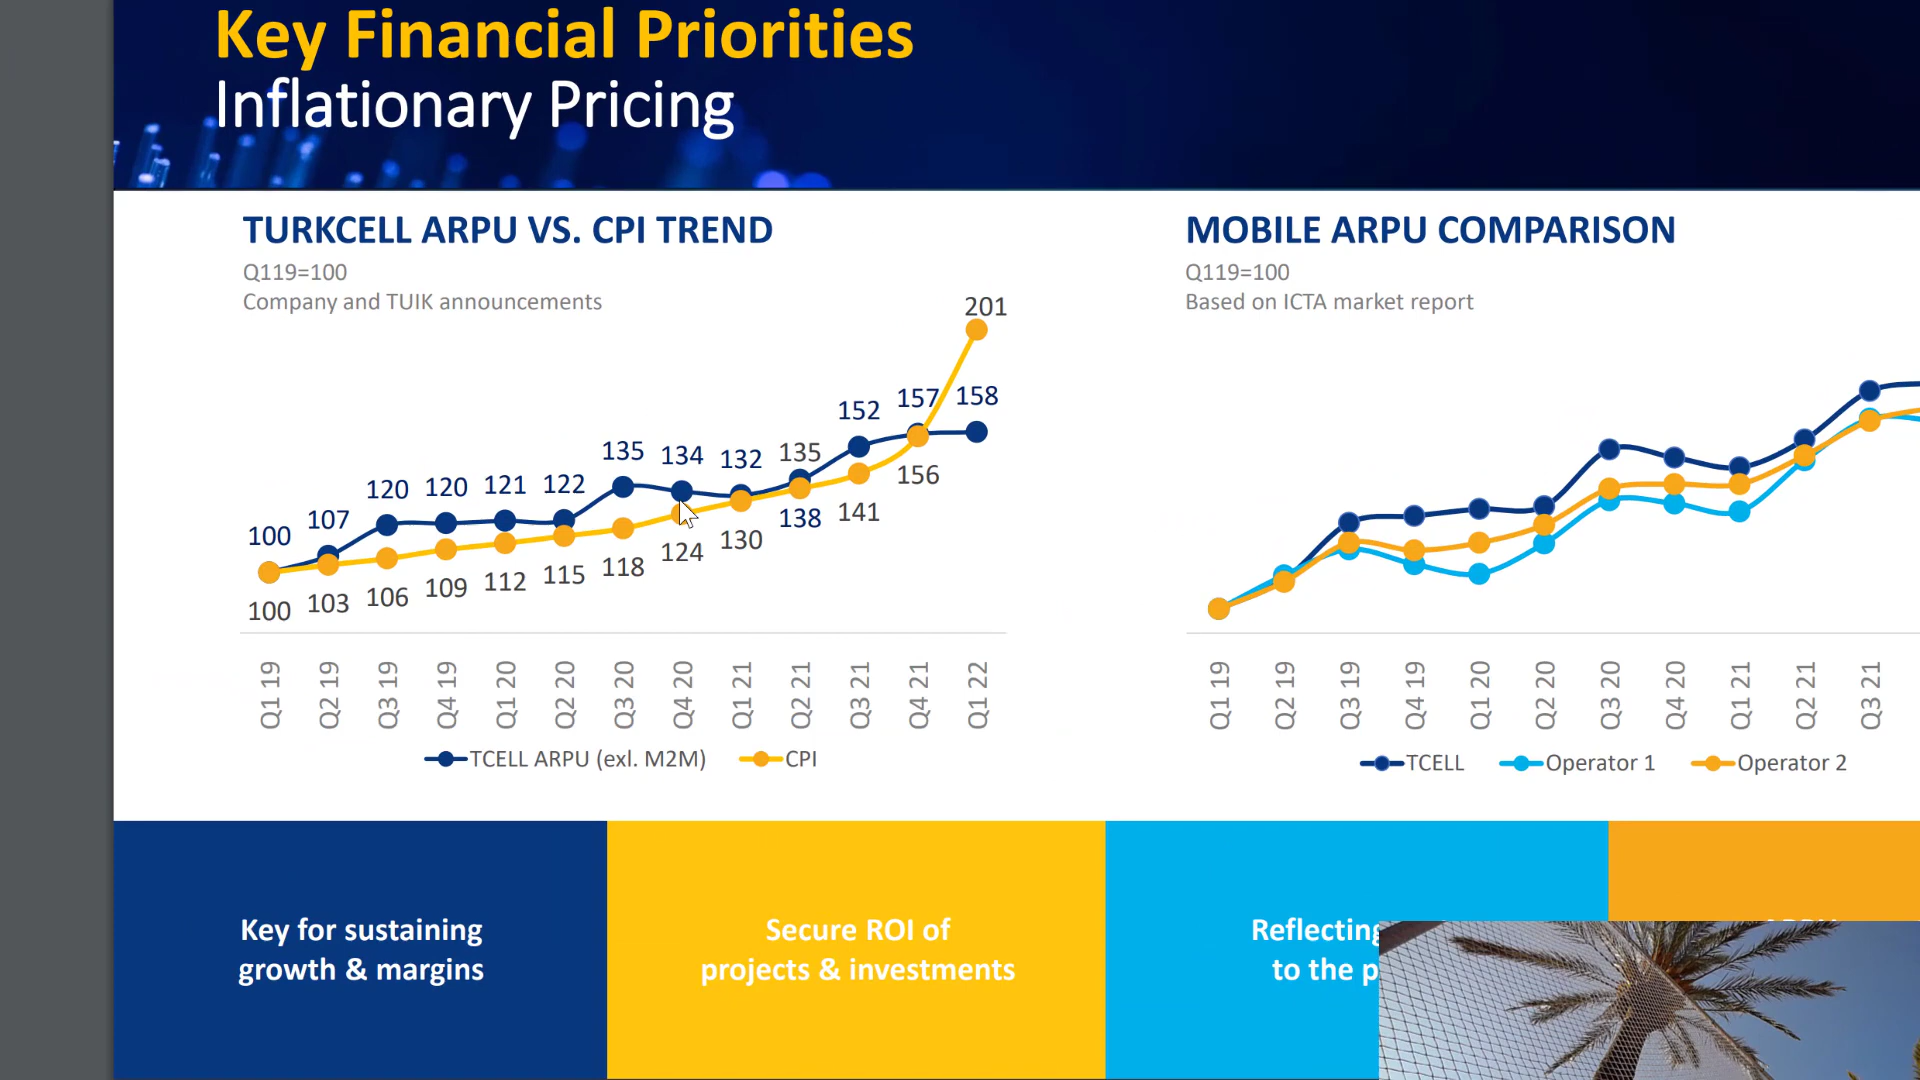 Key Financial Priorities
Inflationary Pricing
TURKCELL ARPU VS. CPI TREND
Q119=100
Company and TUIK announcements
201
157 158
152
135 134 132 135
120 120 121 122
100 107
156
138 141
130
124
118
115
112
109
106
103
100
Q1 19
Q2 19
Q3 19
Q4 19
Q1 20
Q2 20
Q3 20
Q4 20
Q1 21
Q2 21
Q3 21
Q4 21
Q1 22
TCELL ARPU (exl. M2M) CPI
MOBILE ARPU COMPARISON
Q119=100
Based on ICTA market report
Q1 19
Q2 19
Q3 19
Q4 19
Q1 20
Q2 20
Q3 20
Q4 20
Q1 21
Q2 21
Q3 21
TCELL Operator 1 Operator 2
Key for sustaining
growth & margins
Secure ROI of
projects & investments
Reflecting
to the p